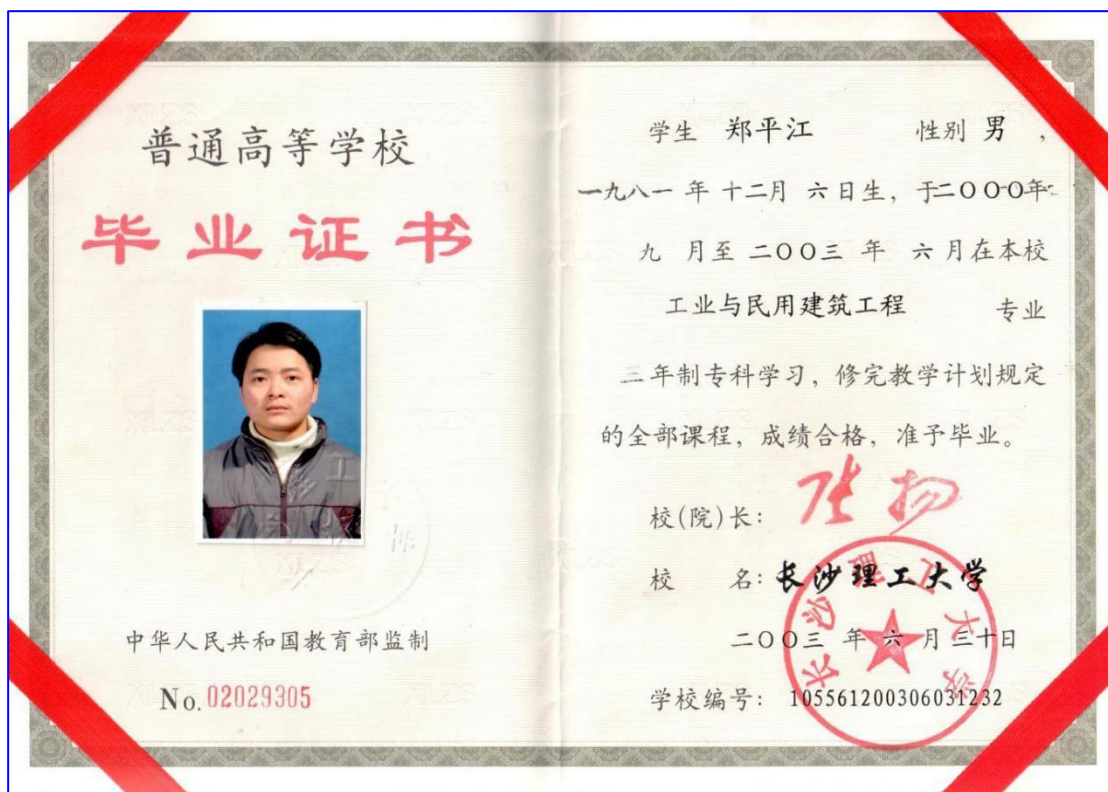 普通高等学校
毕业证书
中华人民共和国教育部监制
No. 02029305
学生 郑平江 性别 男，
一九八一 年 十二月 六日生，于二〇〇〇年
九 月至 二〇〇三 年 六 月在本校
工业与民用建筑工程 专业
三年制专科学习，修完教学计划规定
的全部课程，成绩合格，准予毕业。
校(院)长：
校 名：长沙理工大学
二〇〇三 年 六 月 三十日
学校编号：105561200306031232
长沙理工大学